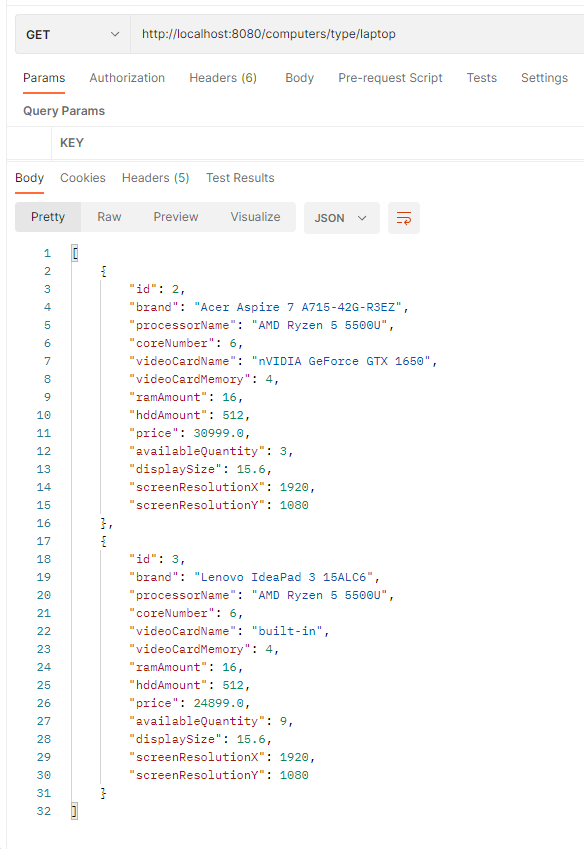 GET http://localhost:8080/computers/type/laptop
Params Authorization Headers (6) Body Pre-request Script Tests Settings
Query Params
KEY
Body Cookies Headers (5) Test Results
Pretty Raw Preview Visualize JSON
1 [
2 {
3 "id": 2,
4 "brand": "Acer Aspire 7 A715-42G-R3EZ",
5 "processorName": "AMD Ryzen 5 5500U",
6 "coreNumber": 6,
7 "videoCardName": "nVIDIA GeForce GTX 1650",
8 "videoCardMemory": 4,
9 "ramAmount": 16,
10 "hddAmount": 512,
11 "price": 30999.0,
12 "availableQuantity": 3,
13 "displaySize": 15.6,
14 "screenResolutionX": 1920,
15 "screenResolutionY": 1080
16 },
17 {
18 "id": 3,
19 "brand": "Lenovo IdeaPad 3 15ALC6",
20 "processorName": "AMD Ryzen 5 5500U",
21 "coreNumber": 6,
22 "videoCardName": "built-in",
23 "videoCardMemory": 4,
24 "ramAmount": 16,
25 "hddAmount": 512,
26 "price": 24899.0,
27 "availableQuantity": 9,
28 "displaySize": 15.6,
29 "screenResolutionX": 1920,
30 "screenResolutionY": 1080
31 }
32 ]